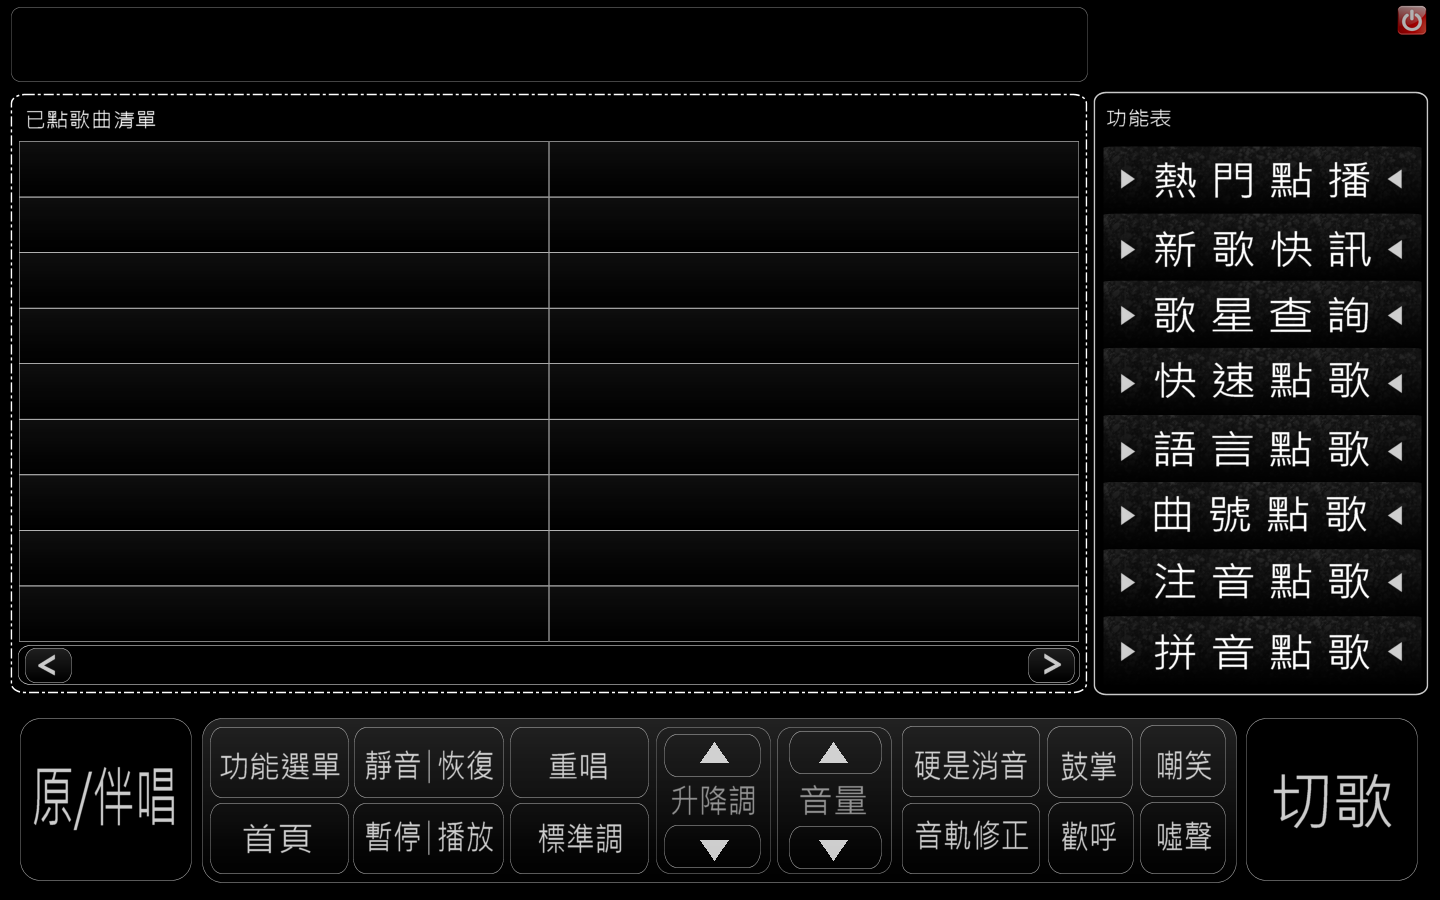 已點歌曲清單
功能表
熱門點播
新歌快訊
歌星查詢
快速點歌
語言點歌
曲號點歌
注音點歌
拼音點歌
<
>
原/伴唱
功能選單
靜音|恢復
重唱
首頁
暫停|播放
標準調
升降調
音量
硬是消音
鼓掌
嘲笑
音軌修正
歡呼
噓聲
切歌